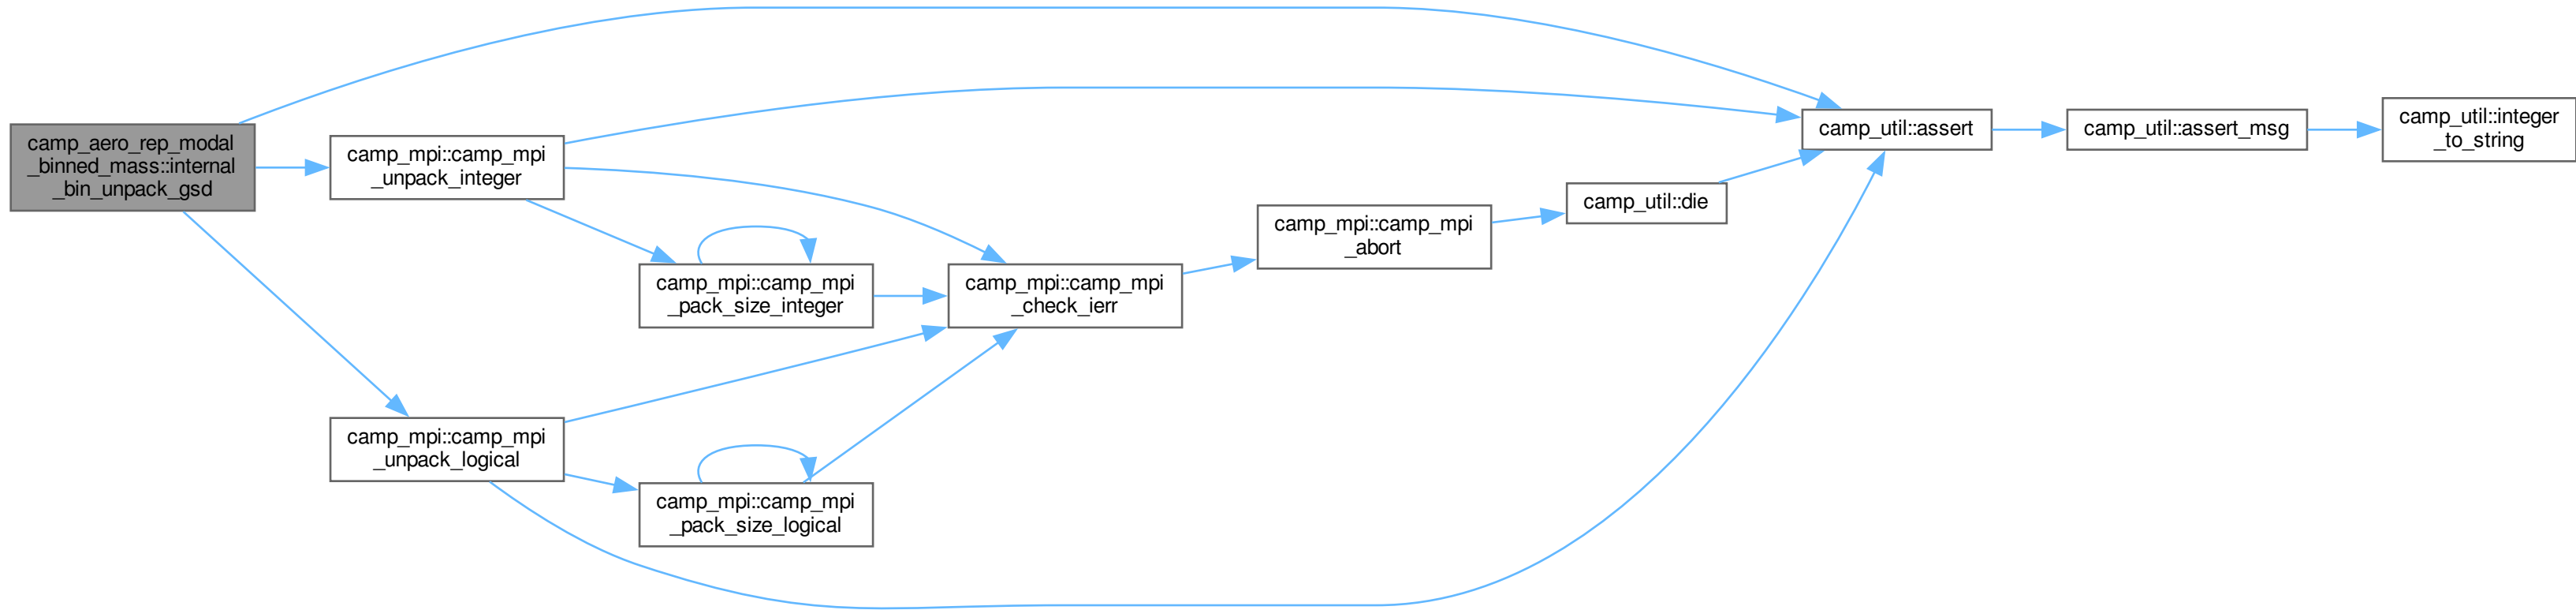 camp_aero_rep_modal
_binned_mass::internal
_bin_unpack_gsd
camp_mpi::camp_mpi
_unpack_integer
camp_mpi::camp_mpi
_pack_size_integer
camp_mpi::camp_mpi
_check_ierr
camp_mpi::camp_mpi
_abort
camp_util::die
camp_util::assert
camp_util::assert_msg
camp_util::integer
_to_string
camp_mpi::camp_mpi
_unpack_logical
camp_mpi::camp_mpi
_pack_size_logical